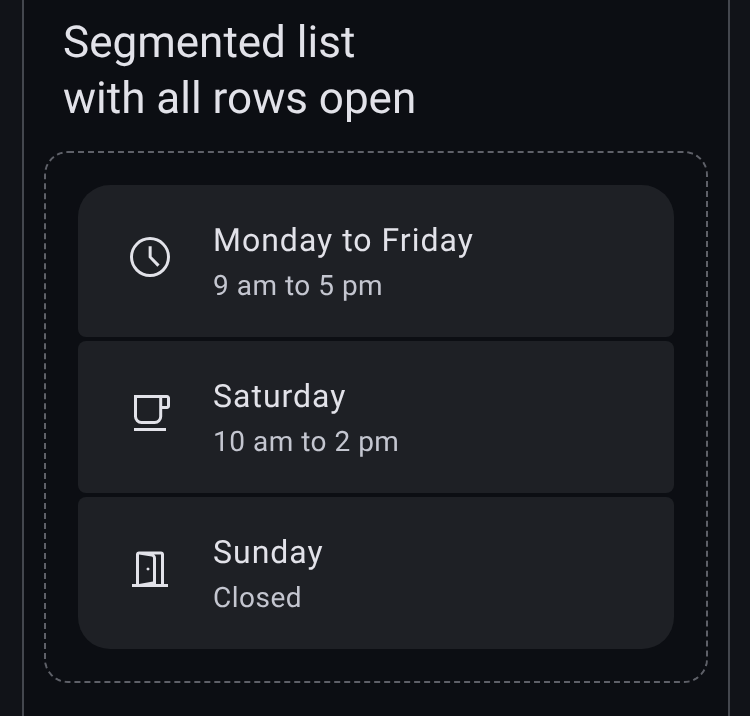 Segmented list
with all rows open
Monday to Friday
9 am to 5 pm
Saturday
10 am to 2 pm
Sunday
Closed